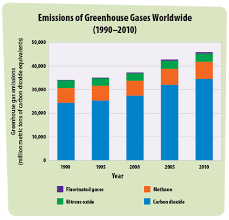 Emissions of Greenhouse Gases Worldwide
(1990–2010)
Greenhouse gas emissions
(million metric tons of carbon dioxide equivalents)
50,000
40,000
30,000
20,000
10,000
0
1990
1995
2000
2005
2010
Year
Fluorinated gases
Methane
Nitrous oxide
Carbon dioxide